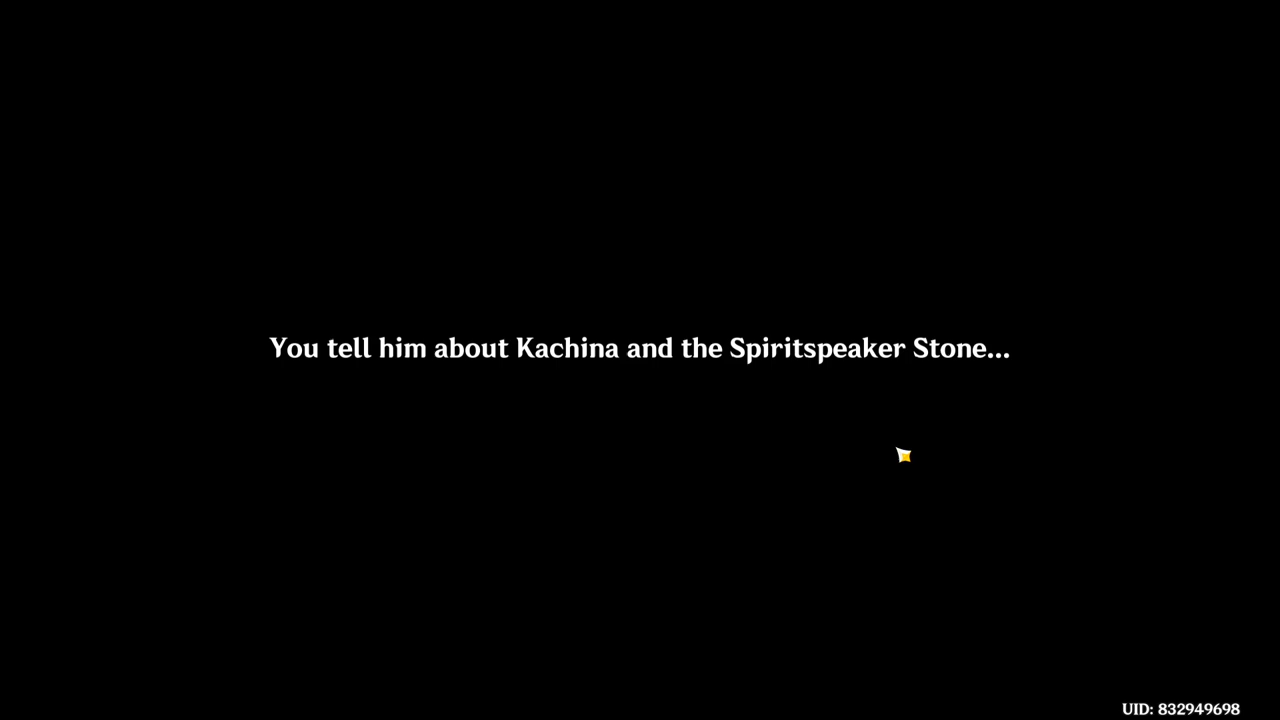 You tell him about Kachina and the Spiritspeaker Stone...
UID: 832949698